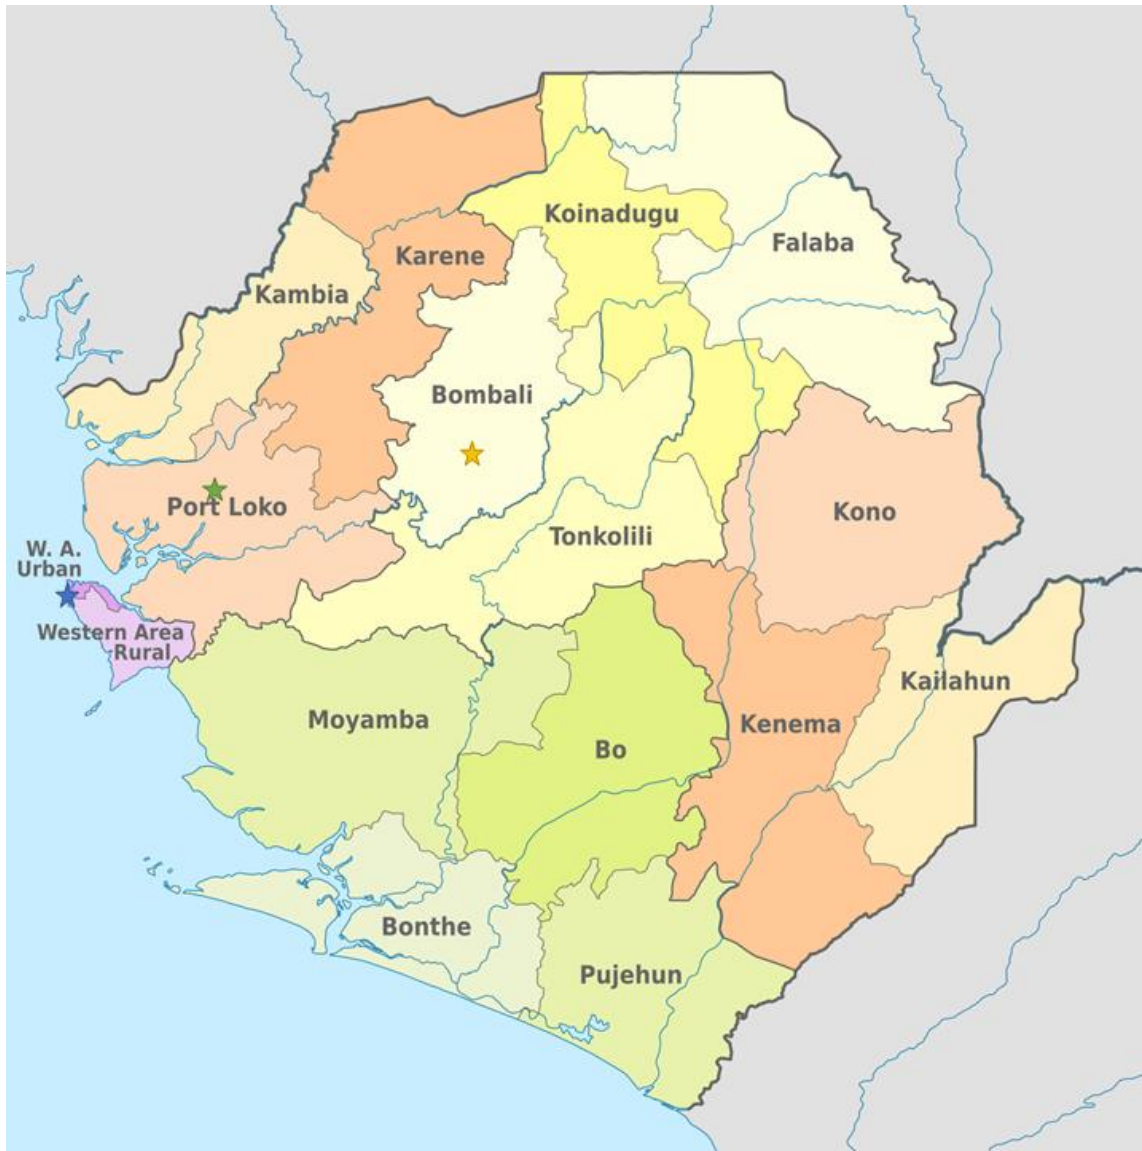 Koinadugu
Falaba
Karene
Kambia
Bombali
Port Loko
Kono
Tonkolili
W. A.
Urban
Western Area
Rural
Kailahun
Moyamba
Kenema
Bo
Bonthe
Pujehun